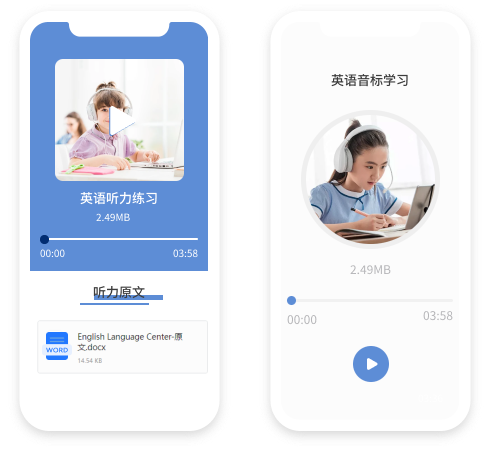 英语听力练习
2.49MB
00:00
03:58
听力原文
English Language Center-原
文.docx
WORD
14.54 KB
英语音标学习
2.49MB
00:00
03:58